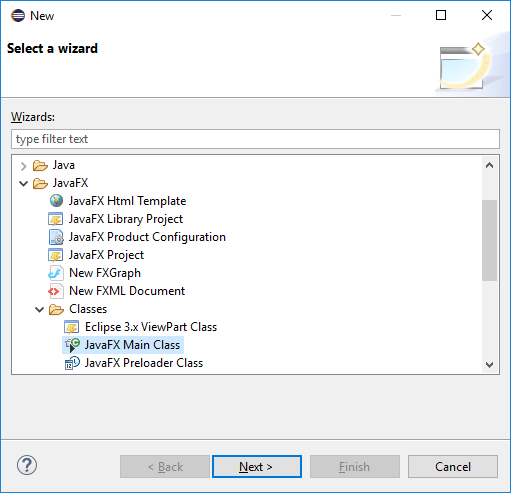 New
Select a wizard
Wizards:
type filter text
Java
JavaFX
JavaFX Html Template
JavaFX Library Project
JavaFX Product Configuration
JavaFX Project
New FXGraph
New FXML Document
Classes
Eclipse 3.x ViewPart Class
JavaFX Main Class
JavaFX Preloader Class
? < Back Next > Finish Cancel